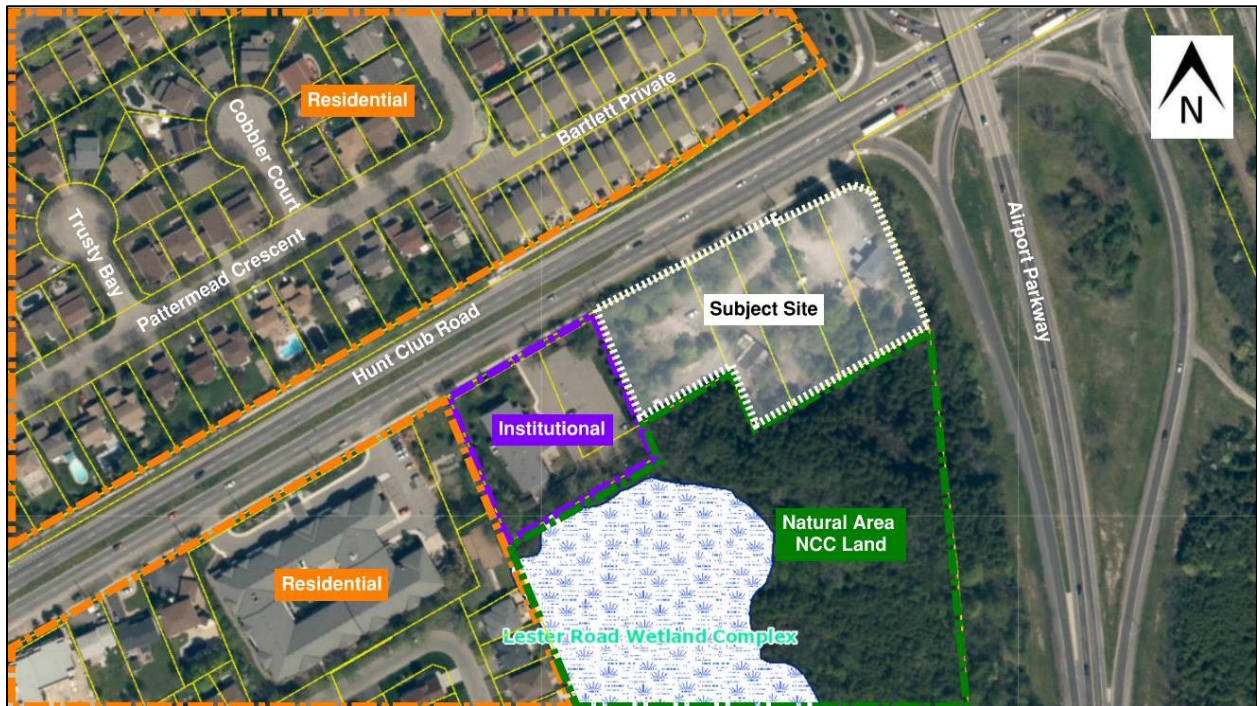 Residential
Bartlett Private
Cobbler Court
N
Trusty Bay
Pattermead Crescent
Airport Parkway
Subject Site
Hunt Club Road
Institutional
Natural Area
NCC Land
Residential
Lester Road Wetland Complex